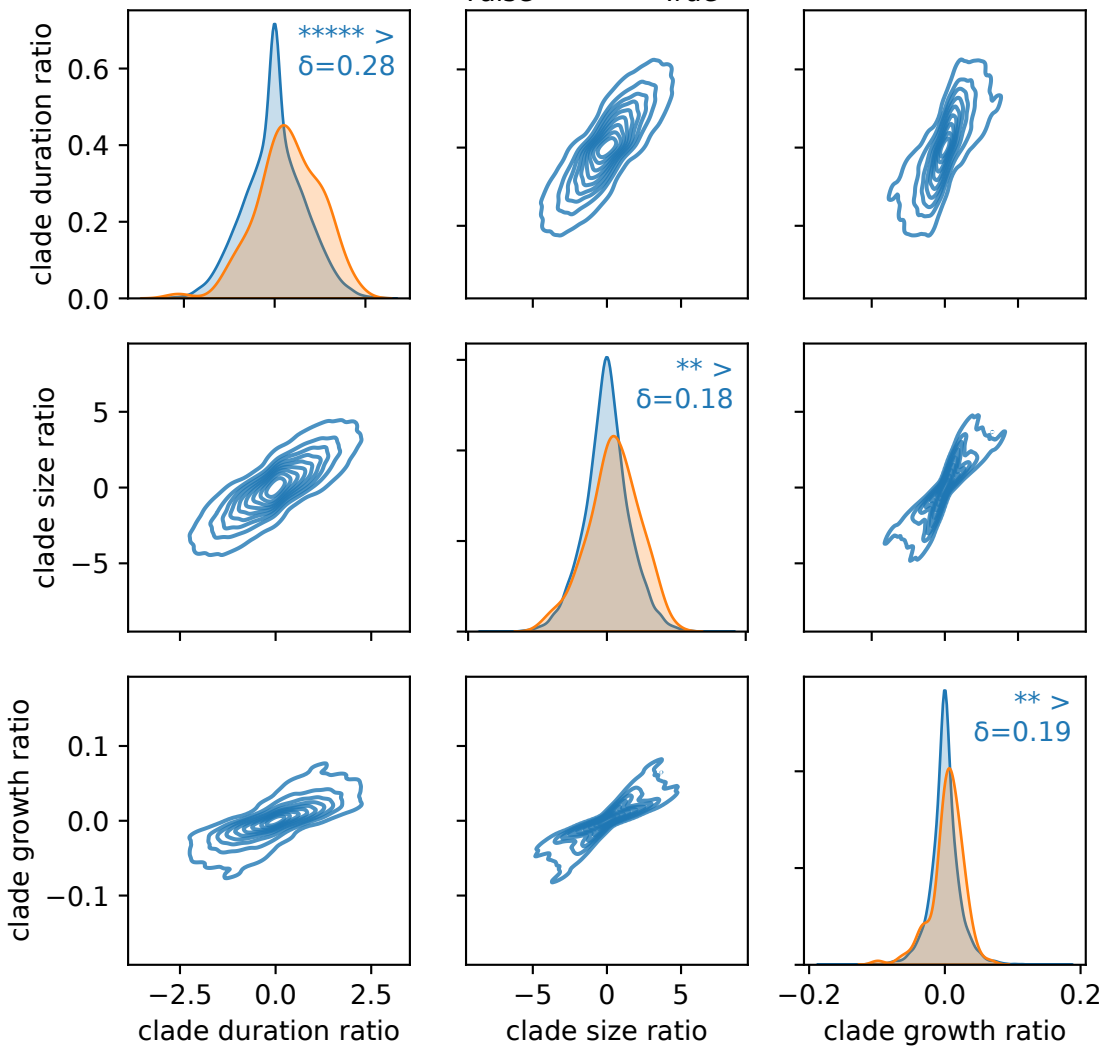 ***** >
δ=0.28
clade duration ratio
0.6
0.4
0.2
0.0
** >
δ=0.18
clade size ratio
5
0
−5
** >
δ=0.19
clade growth ratio
0.1
0.0
−0.1
−2.5 0.0 2.5
−5 0 5
−0.2 0.0 0.2
clade duration ratio
clade size ratio
clade growth ratio